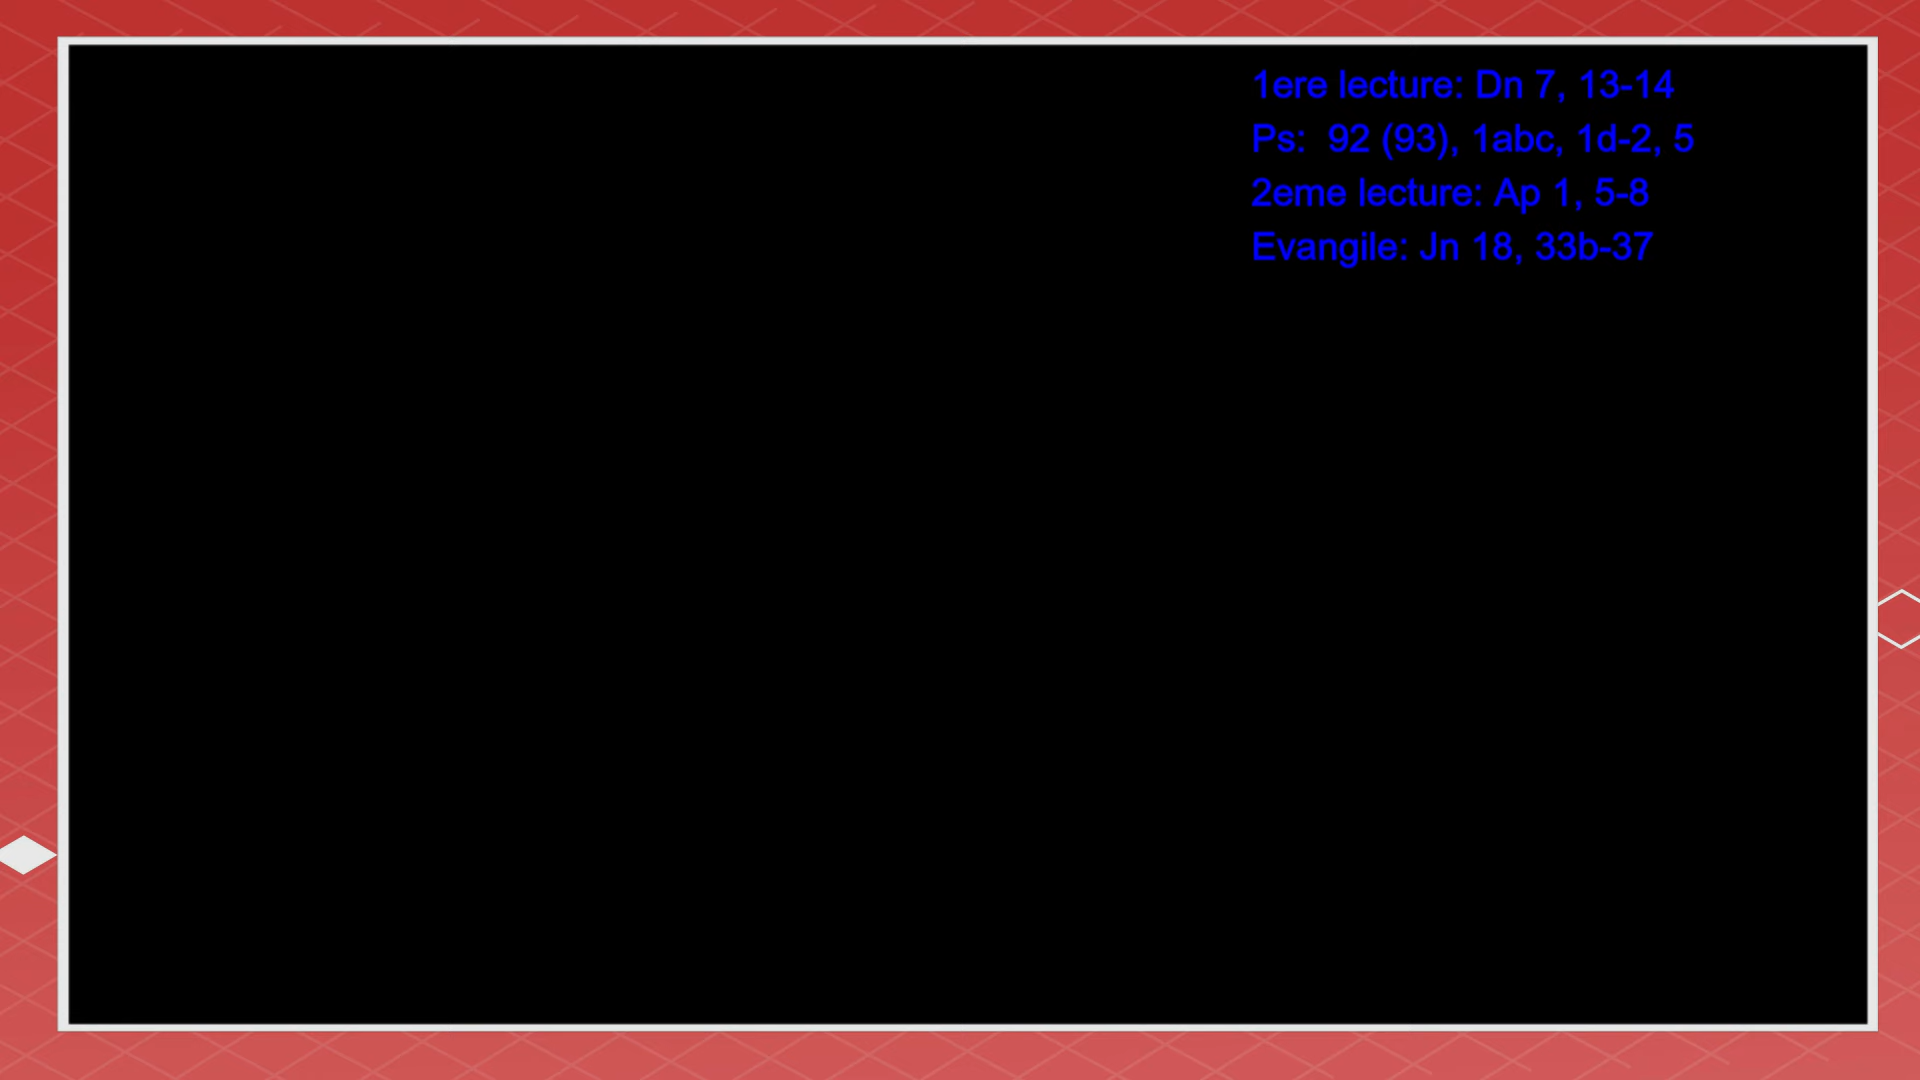 1ere lecture: Dn 7, 13-14
Ps:  92 (93), 1abc, 1d-2, 5
2eme lecture: Ap 1, 5-8
Evangile: Jn 18, 33b-37